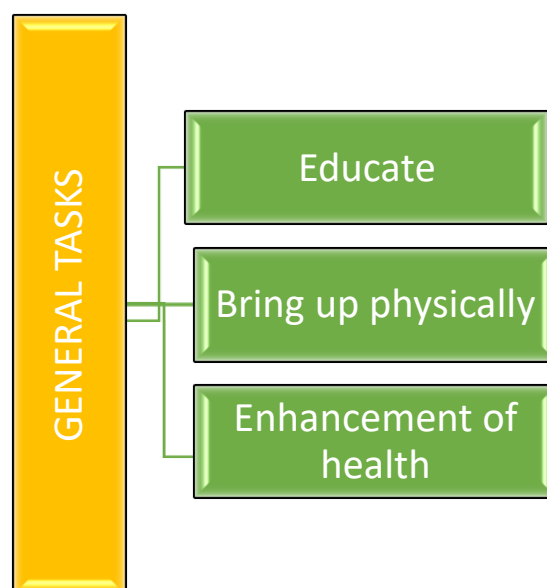 GENERAL TASKS
Educate
Bring up physically
Enhancement of
health